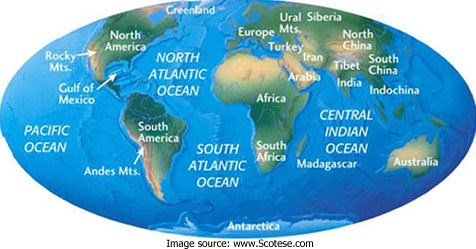 Greenland
North
America
Rocky
Mts.
Gulf of
Mexico
NORTH
ATLANTIC
OCEAN
Europe
Ural
Mts.
Siberia
Turkey
Iran
Arabia
North
China
Tibet
South
China
India
Indochina
Africa
PACIFIC
OCEAN
South
America
Andes Mts.
SOUTH
ATLANTIC
OCEAN
South
Africa
Madagascar
CENTRAL
INDIAN
OCEAN
Australia
Antarctica
Image source: www.Scotese.com